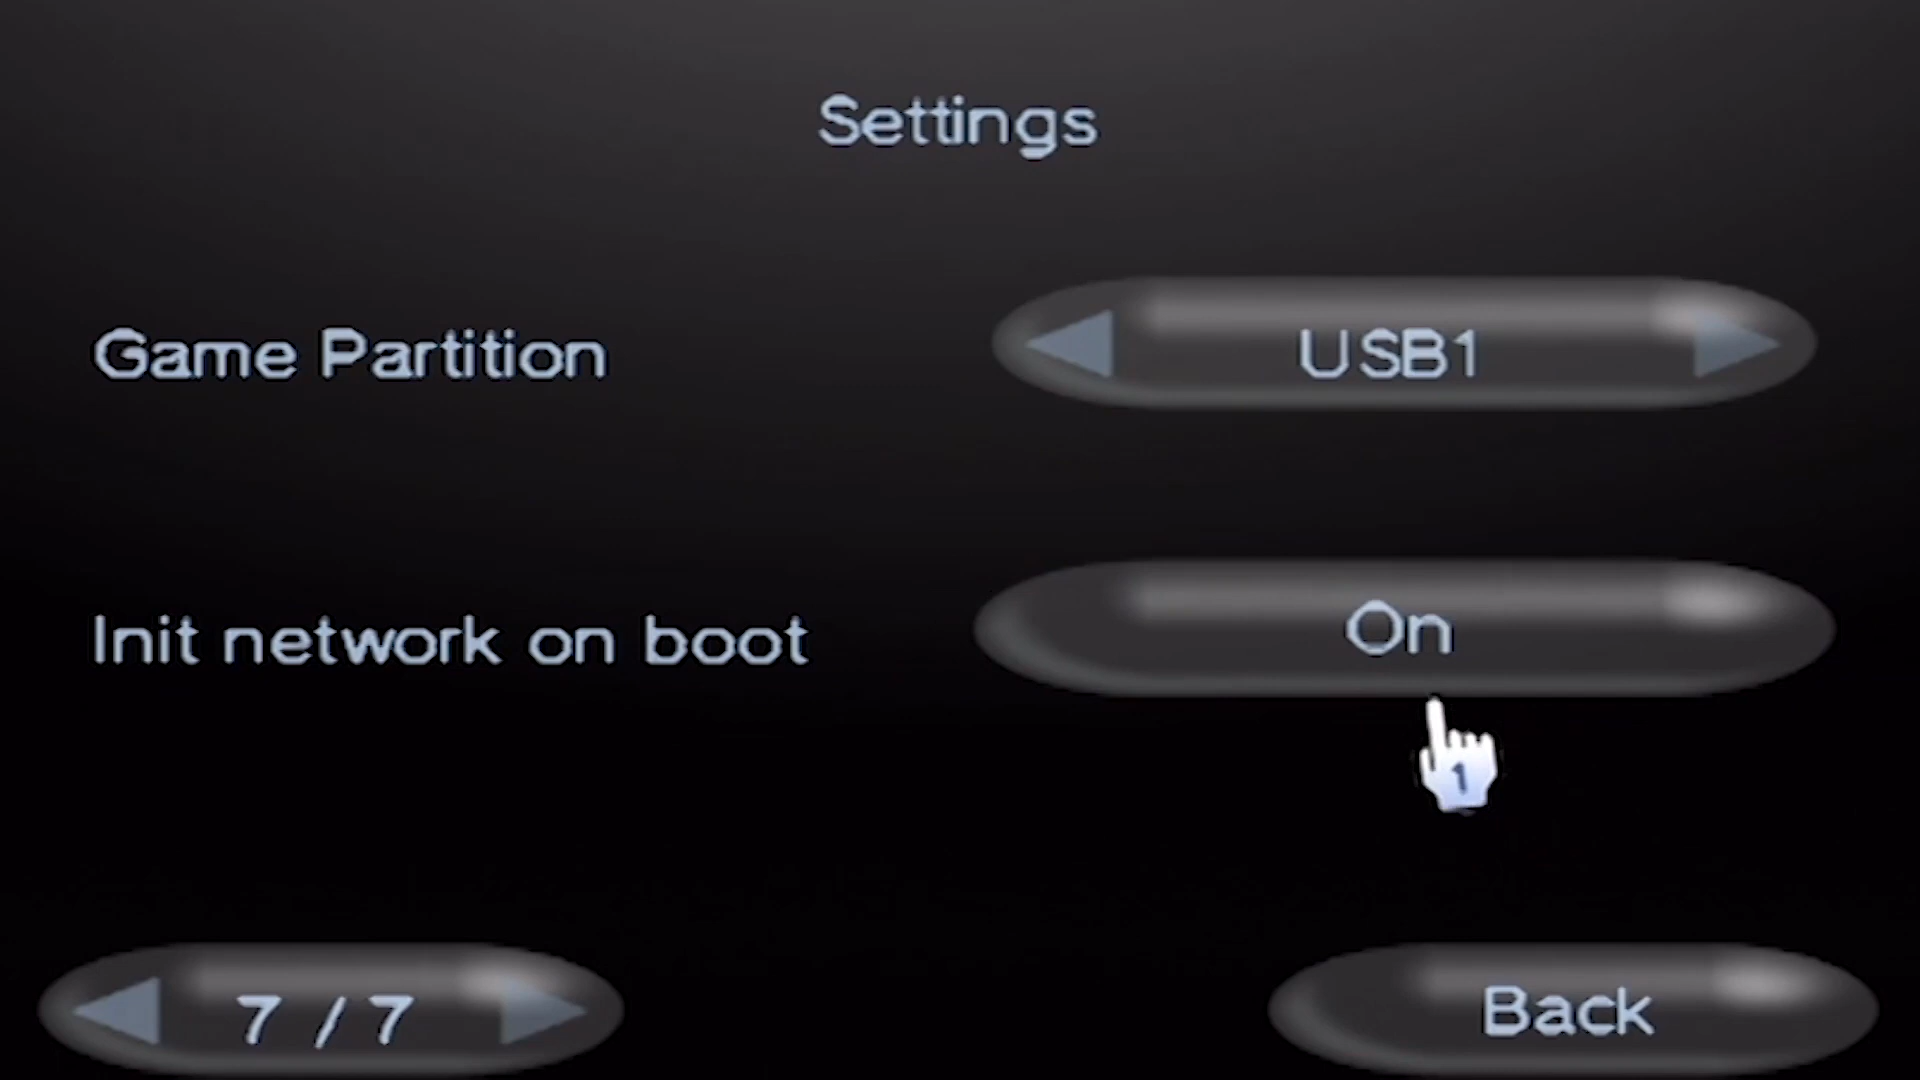 Settings
Game Partition
USB1
Init network on boot
On
1
7 / 7
Back